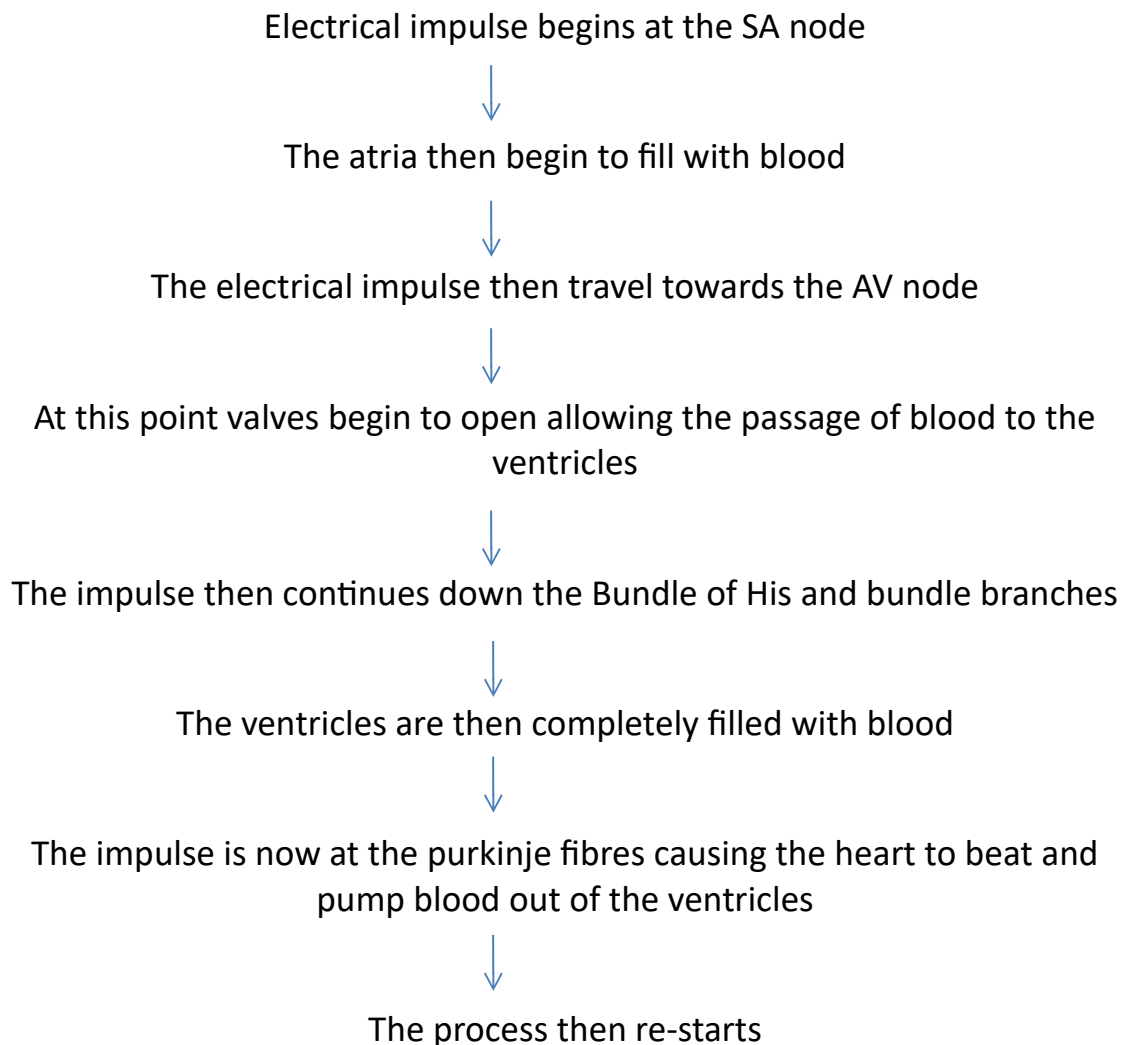 Electrical impulse begins at the SA node
The atria then begin to fill with blood
The electrical impulse then travel towards the AV node
At this point valves begin to open allowing the passage of blood to the
ventricles
The impulse then continues down the Bundle of His and bundle branches
The ventricles are then completely filled with blood
The impulse is now at the purkinje fibres causing the heart to beat and
pump blood out of the ventricles
The process then re-starts